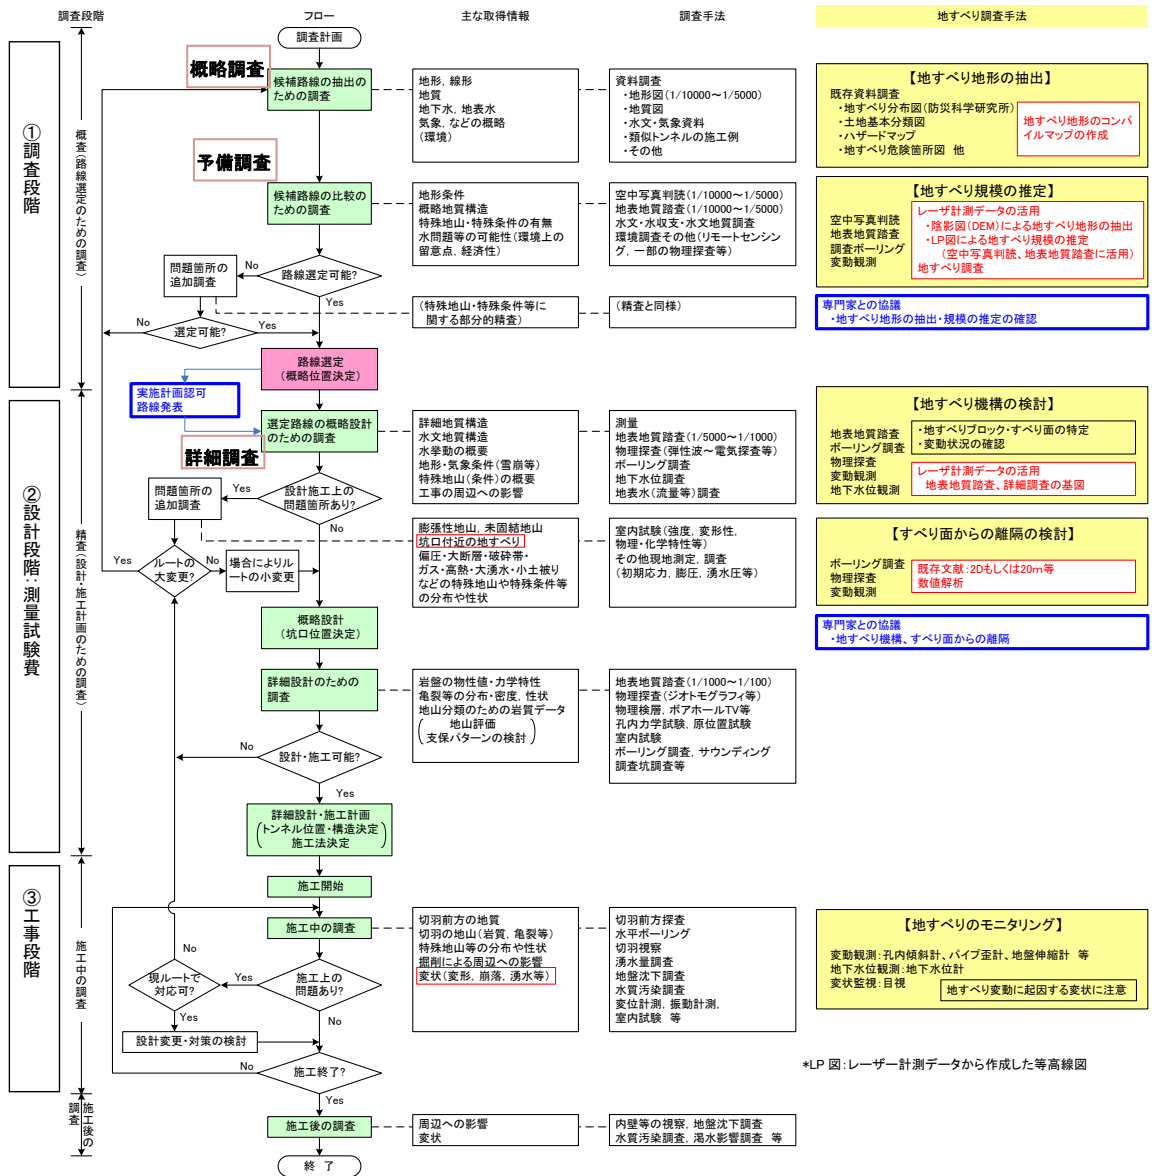 調査段階
フロー
主な取得情報
調査手法
地すべり調査手法
①調査段階
概査(路線選定のための調査)
調査計画
概略調査
候補路線の抽出の
ための調査
地形, 線形
地質
地下水, 地表水
気象, などの概略
(環境)
資料調査
・地形図(1/10000~1/5000)
・地質図
・水文・気象資料
・類似トンネルの施工例
・その他
【地すべり地形の抽出】
既存資料調査
・地すべり分布図(防災科学研究所)
・土地基本分類図
・ハザードマップ
・地すべり危険箇所図 他
地すべり地形のコンパ
イルマップの作成
予備調査
候補路線の比較の
ための調査
地形条件
概略地質構造
特殊地山・特殊条件の有無
水問題等の可能性(環境上の
留意点, 経済性)
空中写真判読(1/10000~1/5000)
地表地質踏査(1/10000~1/5000)
水文・水収支・水文地質調査
環境調査その他(リモートセンシン
グ, 一部の物理探査等)
【地すべり規模の推定】
空中写真判読
地表地質踏査
調査ボーリング
変動観測
レーザ計測データの活用
・陰影図(DEM)による地すべり地形の抽出
・LP図による地すべり規模の推定
(空中写真判読、地表地質踏査に活用)
地すべり調査
問題箇所の
追加調査
No
路線選定可能?
Yes
(特殊地山・特殊条件等に
関する部分的精査)
(精査と同様)
専門家との協議
・地すべり地形の抽出・規模の推定の確認
No
選定可能?
Yes
路線選定
(概略位置決定)
実施計画認可
路線発表
②設計段階:測量試験費
精査(設計・施工計画のための調査)
選定路線の概略設計
のための調査
詳細調査
詳細地質構造
水文地質構造
水挙動の概要
地形・気象条件(雪崩等)
特殊地山(条件)の概要
工事の周辺への影響
測量
地表地質踏査(1/5000~1/1000)
物理探査(弾性波~電気探査等)
ボーリング調査
地下水位調査
地表水(流量等)調査
【地すべり機構の検討】
地表地質踏査
ボーリング調査
物理探査
変動観測
地下水位観測
・地すべりブロック・すべり面の特定
・変動状況の確認
レーザ計測データの活用
地表地質踏査、詳細調査の基図
問題箇所の
追加調査
Yes
設計施工上の
問題箇所あり?
No
膨張性地山, 未固結地山
坑口付近の地すべり
偏圧・大断層・破砕帯・
ガス・高熱・大湧水・小土被り
などの特殊地山や特殊条件等
の分布や性状
室内試験(強度, 変形性,
物理・化学特性等)
その他現地測定, 調査
(初期応力, 膨圧, 湧水圧等)
【すべり面からの離隔の検討】
ボーリング調査
物理探査
変動観測
既存文献:2Dもしくは20m等
数値解析
専門家との協議
・地すべり機構、すべり面からの離隔
Yes
ルートの
大変更?
No
場合によりル
ートの小変更
概略設計
(坑口位置決定)
詳細設計のための
調査
岩盤の物性値・力学特性
亀裂等の分布・密度, 性状
地山分類のための岩質データ
地山評価
支保パターンの検討
地表地質踏査(1/1000~1/100)
物理探査(ジオトモグラフィ等)
物理検層, ボアホールTV等
孔内力学試験, 原位置試験
室内試験
ボーリング調査, サウンディング
調査坑調査等
No
設計・施工可能?
Yes
詳細設計・施工計画
(トンネル位置・構造決定)
施工法決定
③工事段階
施工中の調査
施工開始
施工中の調査
切羽前方の地質
切羽の地山(岩質, 亀裂等)
特殊地山等の分布や性状
掘削による周辺への影響
変状(変形, 崩落, 湧水等)
切羽前方探査
水平ボーリング
切羽視察
湧水量調査
地盤沈下調査
水質汚染調査
変位計測, 振動計測,
室内試験 等
【地すべりのモニタリング】
変動観測:孔内傾斜計、パイプ歪計、地盤伸縮計 等
地下水位観測:地下水位計
変状監視:目視
地すべり変動に起因する変状に注意
No
現ルートで
対応可?
Yes
施工上の
問題あり?
Yes
No
設計変更・対策の検討
No
施工終了?
Yes
*LP 図:レーザー計測データから作成した等高線図
施工後の
調査
施工後の調査
周辺への影響
変状
内壁等の視察, 地盤沈下調査
水質汚染調査, 渇水影響調査 等
終 了